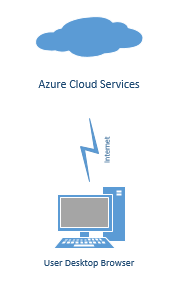 Azure Cloud Services
Internet
User Desktop Browser